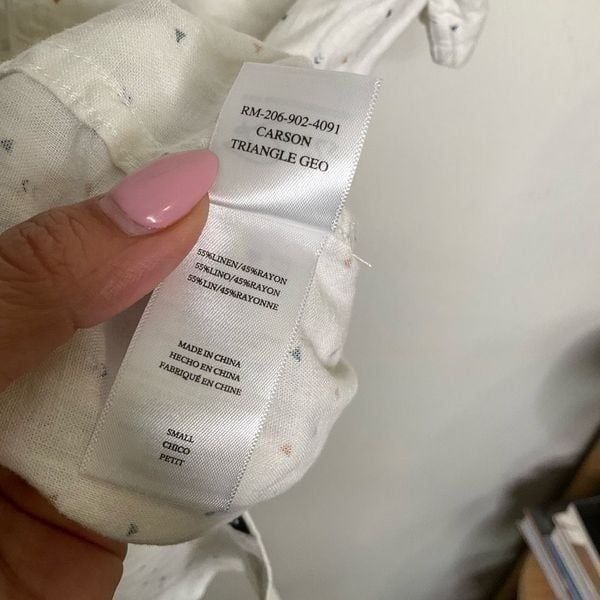 RM-206-902-4091
CARSON
TRIANGLE GEO
55%LINEN/45%RAYON
55%LINO/45%RAYON
55%LIN/45%RAYONNE
MADE IN CHINA
HECHO EN CHINA
FABRIQUÉ EN CHINE
SMALL
CHICO
PETIT